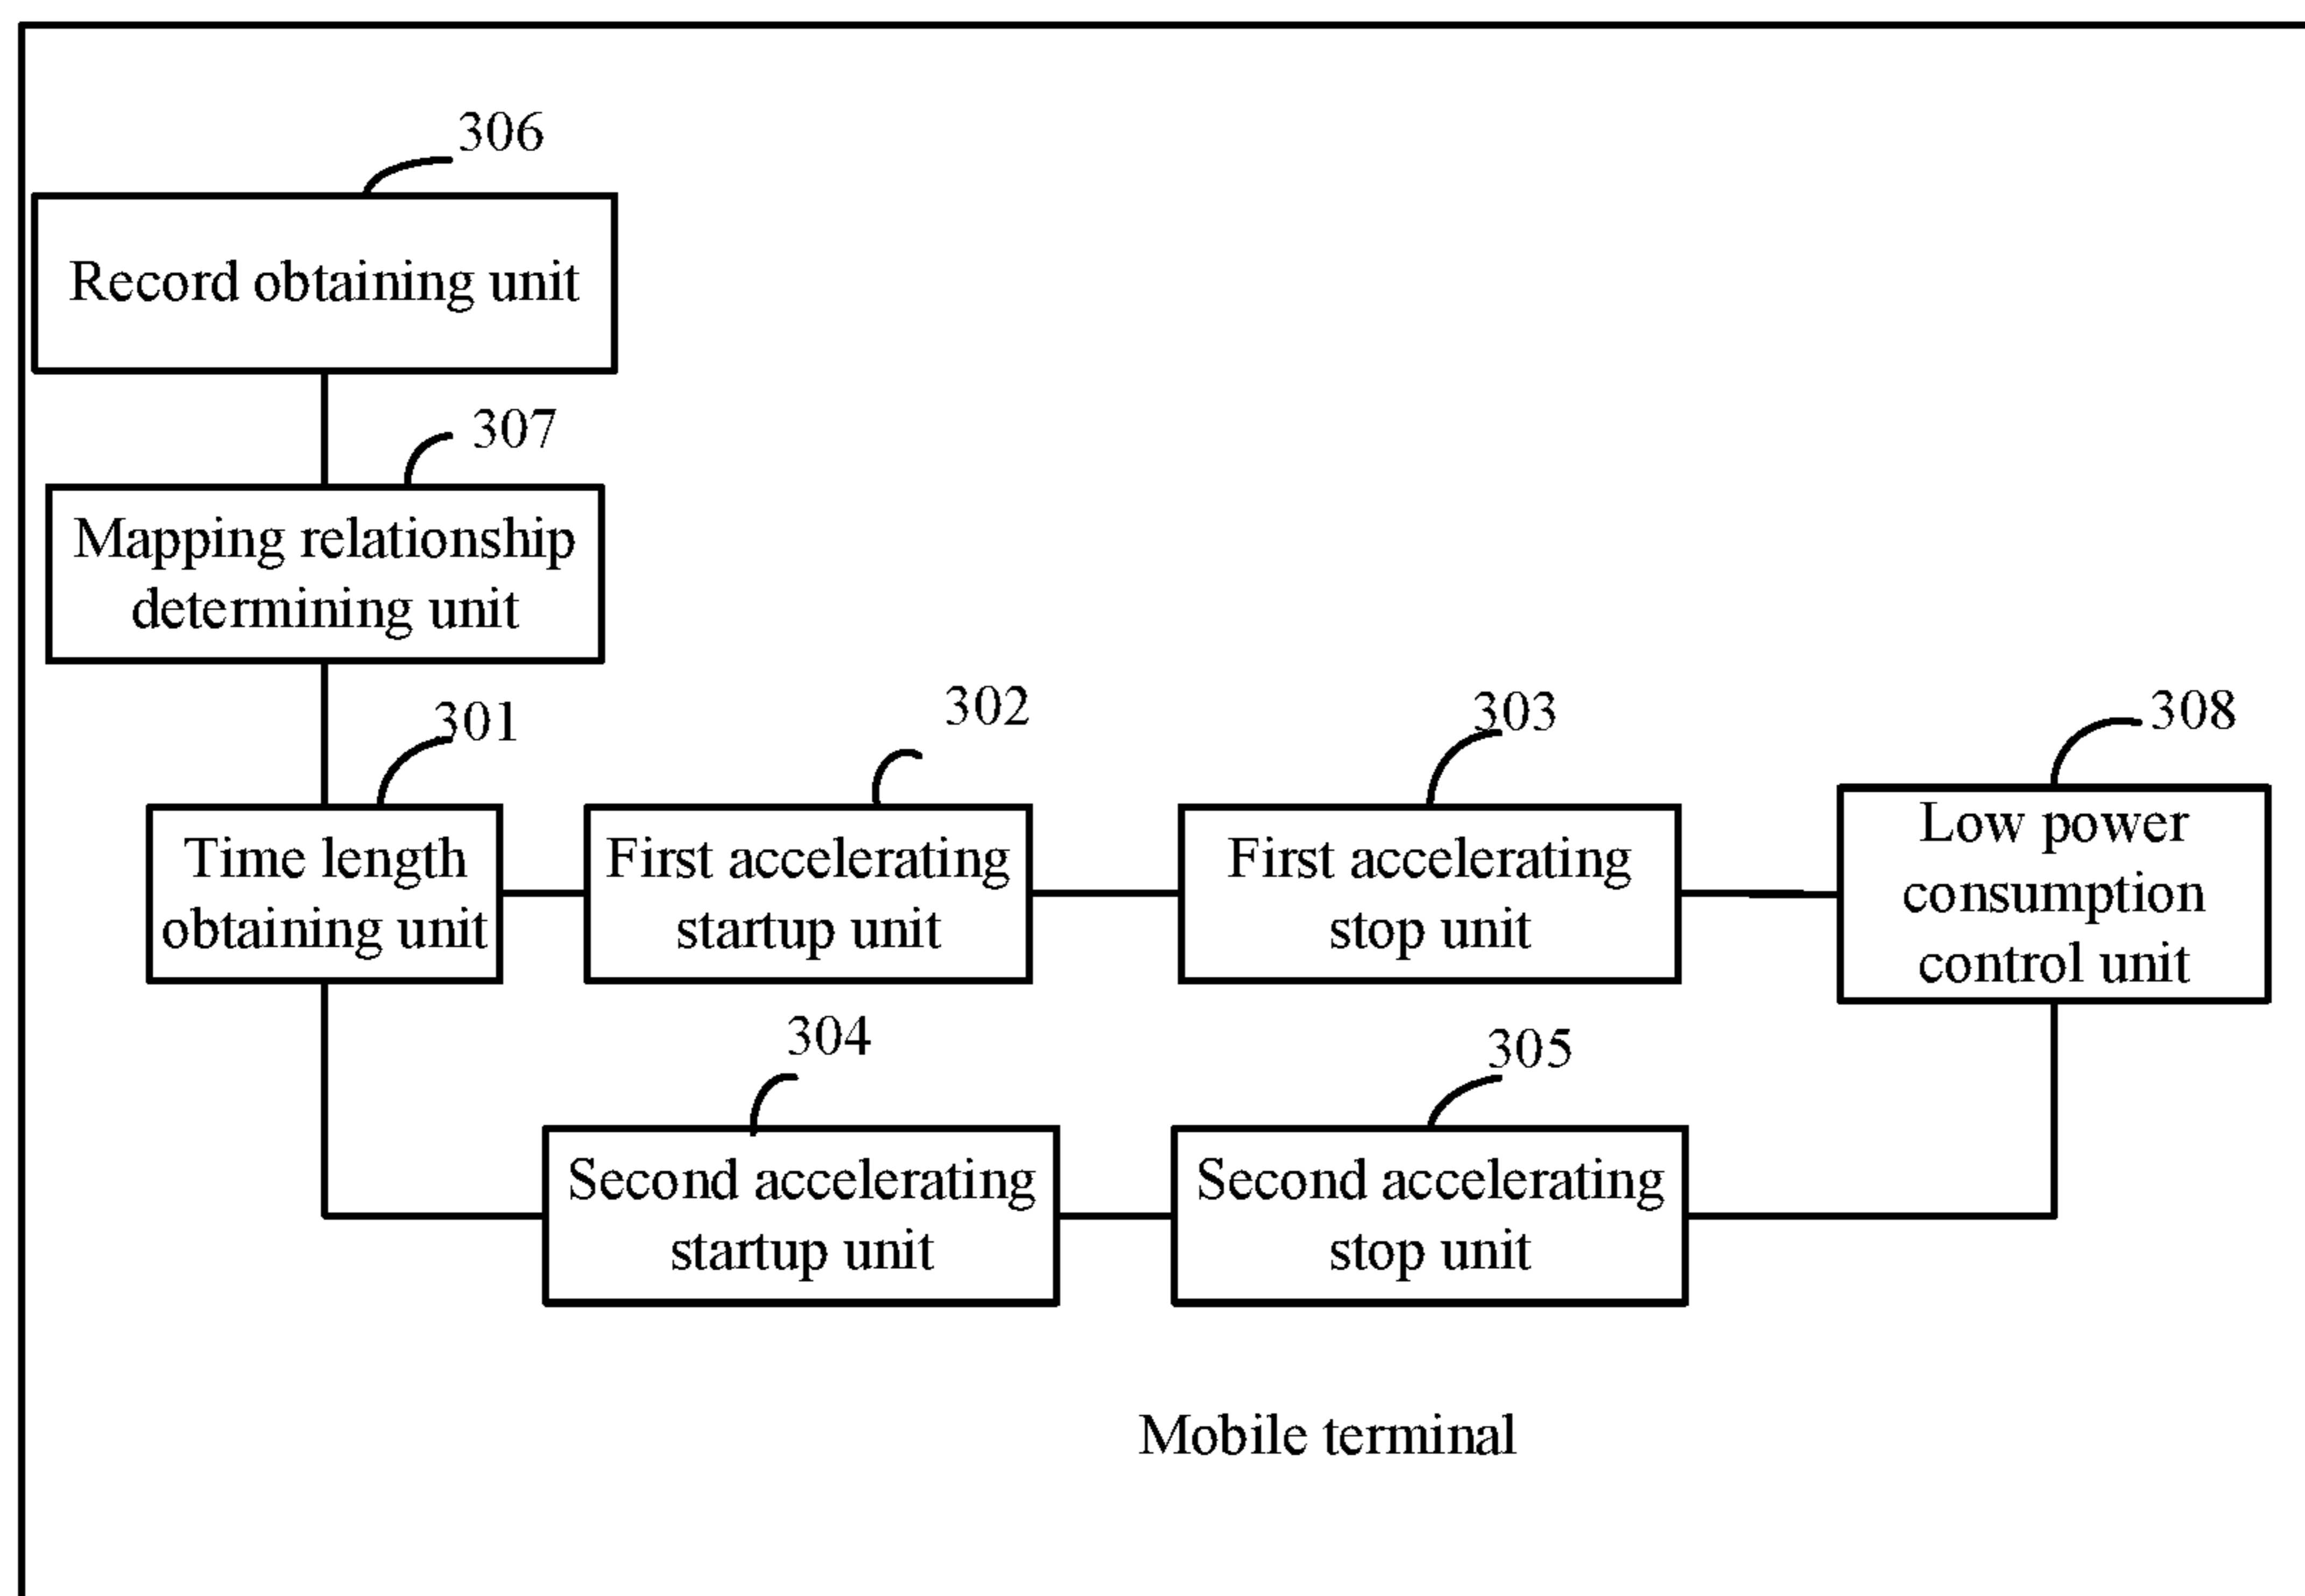 306
Record obtaining unit
307
Mapping relationship
determining unit
301
302
303
308
Time length
obtaining unit
First accelerating
startup unit
First accelerating
stop unit
Low power
consumption
control unit
304
305
Second accelerating
startup unit
Second accelerating
stop unit
Mobile terminal